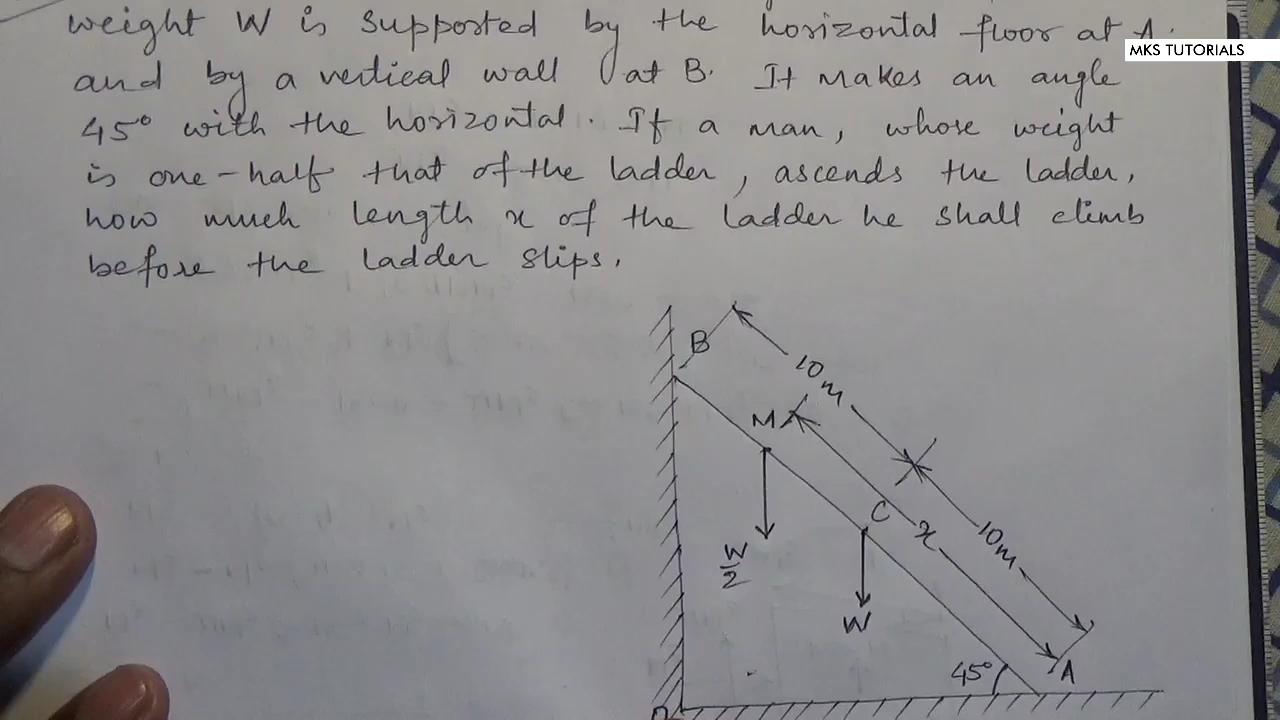 weight W is supported by the horizontal floor at A.
MKS TUTORIALS
and by a vertical wall at B. It makes an angle
45° with the horizontal. If a man, whose weight
is one-half that of the ladder, ascends the ladder,
how much length x of the ladder he shall climb
before the ladder slips.
B
10m
M
C
x
10m
W/2
W
45°
A